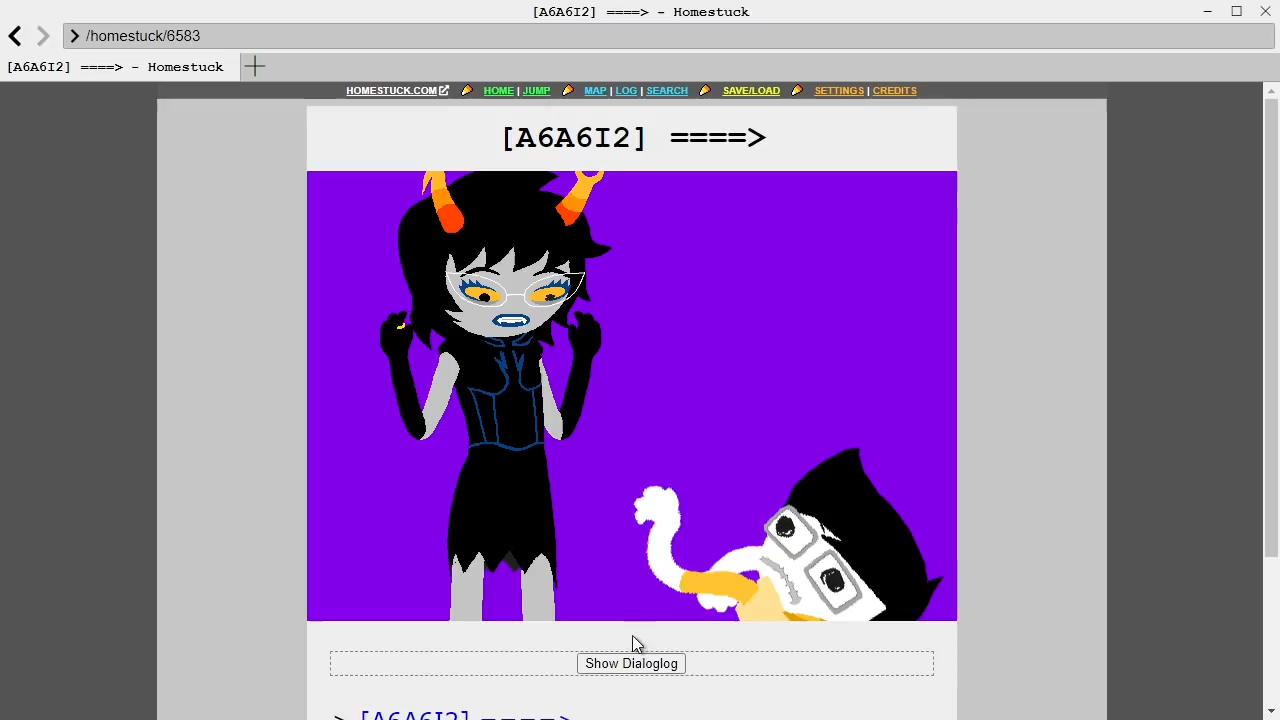 [A6A6I2] ====> - Homestuck
/homestuck/6583
[A6A6I2] ====> - Homestuck
HOMESTUCK.COM HOME | JUMP MAP | LOG | SEARCH SAVE/LOAD SETTINGS | CREDITS
[A6A6I2] ====>
Show Dialoglog
> [A6A6I2] ====>